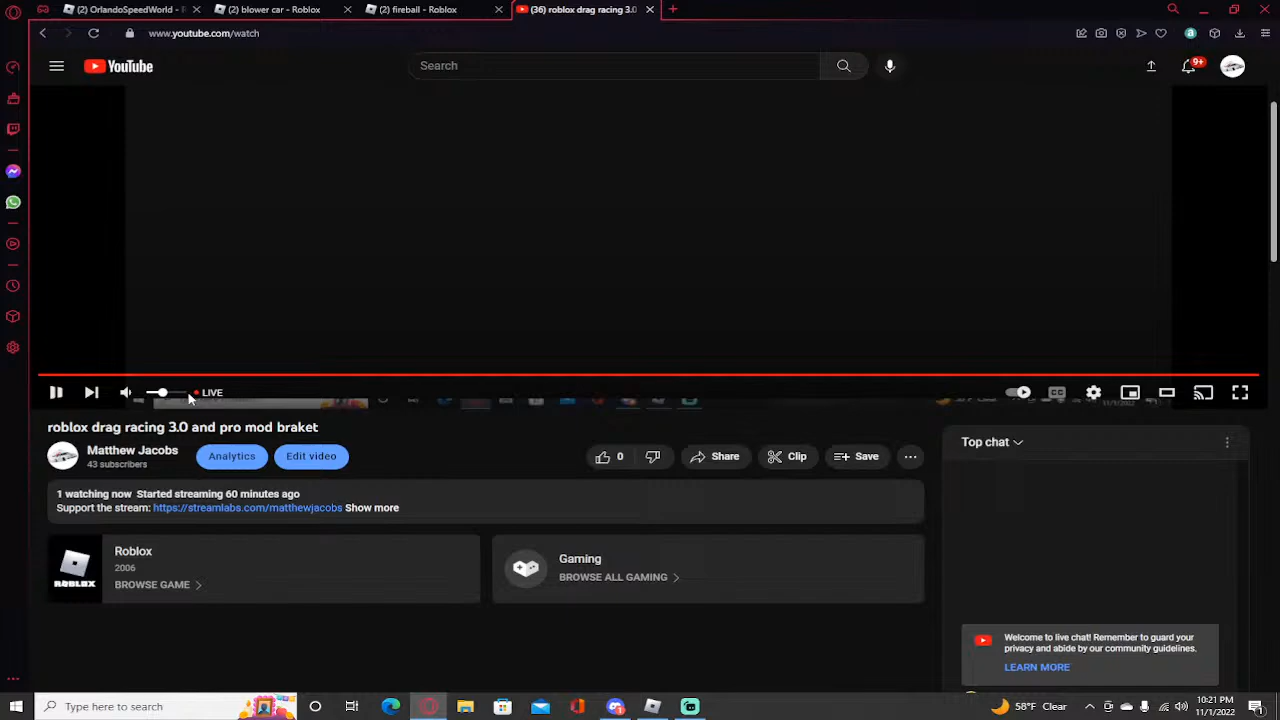 (2) OrlandoSpeedWorld - F
(2) blower car - Roblox
(2) fireball - Roblox
(36) roblox drag racing 3.0
www.youtube.com/watch
YouTube
Search
9+
LIVE
CC
roblox drag racing 3.0 and pro mod braket
Matthew Jacobs
43 subscribers
Analytics
Edit video
0
Share
Clip
Save
1 watching now Started streaming 60 minutes ago
Support the stream: https://streamlabs.com/matthewjacobs Show more
ROBLOX
Roblox
2006
BROWSE GAME
Gaming
BROWSE ALL GAMING
Top chat
Welcome to live chat! Remember to guard your
privacy and abide by our community guidelines.
LEARN MORE
Type here to search
58°F Clear
10:21 PM
11/1/2022